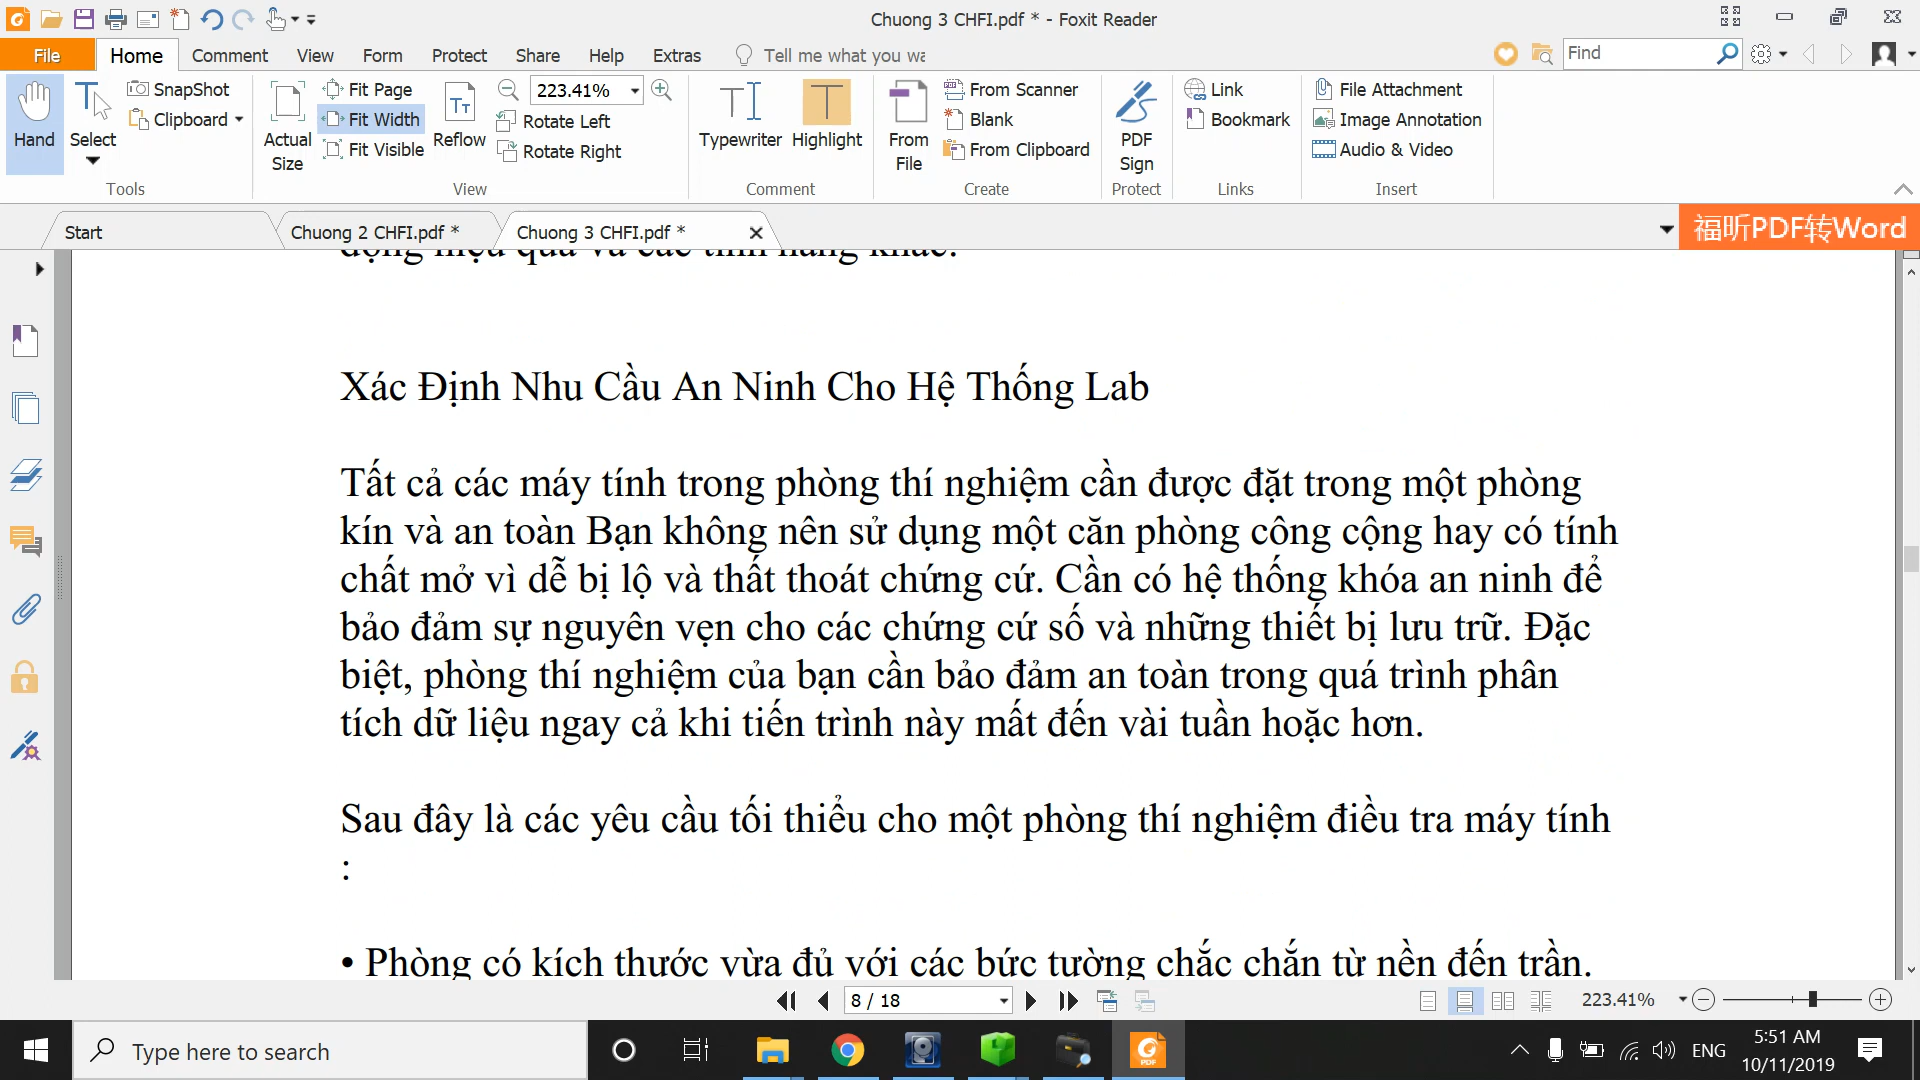 Chuong 3 CHFI.pdf * - Foxit Reader
File Home Comment View Form Protect Share Help Extras Tell me what you wa
Find
Hand
Select
SnapShot
Clipboard
Tools
Actual Size
Fit Page
Fit Width
Fit Visible
Reflow
223.41%
Rotate Left
Rotate Right
View
Typewriter
Highlight
Comment
From File
From Scanner
Blank
From Clipboard
Create
PDF Sign
Protect
Link
Bookmark
Links
File Attachment
Image Annotation
Audio & Video
Insert
Start
Chuong 2 CHFI.pdf *
Chuong 3 CHFI.pdf *
福昕PDF转Word
động hiệu quả và các tính năng khác.
Xác Định Nhu Cầu An Ninh Cho Hệ Thống Lab
Tất cả các máy tính trong phòng thí nghiệm cần được đặt trong một phòng
kín và an toàn Bạn không nên sử dụng một căn phòng công cộng hay có tính
chất mở vì dễ bị lộ và thất thoát chứng cứ. Cần có hệ thống khóa an ninh để
bảo đảm sự nguyên vẹn cho các chứng cứ số và những thiết bị lưu trữ. Đặc
biệt, phòng thí nghiệm của bạn cần bảo đảm an toàn trong quá trình phân
tích dữ liệu ngay cả khi tiến trình này mất đến vài tuần hoặc hơn.
Sau đây là các yêu cầu tối thiểu cho một phòng thí nghiệm điều tra máy tính
:
• Phòng có kích thước vừa đủ với các bức tường chắc chắn từ nền đến trần.
8 / 18
223.41%
Type here to search
PDF
ENG
5:51 AM
10/11/2019